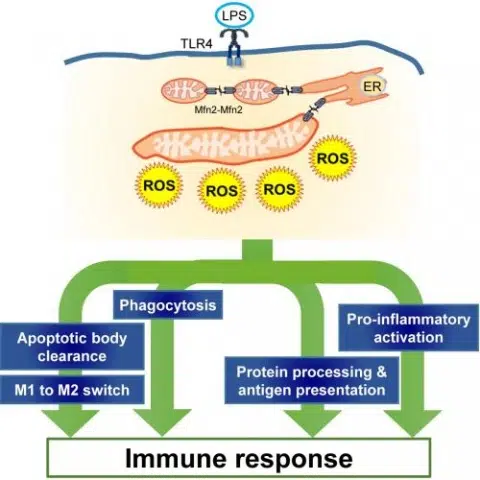 LPS
TLR4
ER
Mfn2-Mfn2
ROS
ROS
ROS
ROS
Phagocytosis
Apoptotic body
clearance
M1 to M2 switch
Pro-inflammatory
activation
Protein processing &
antigen presentation
Immune response